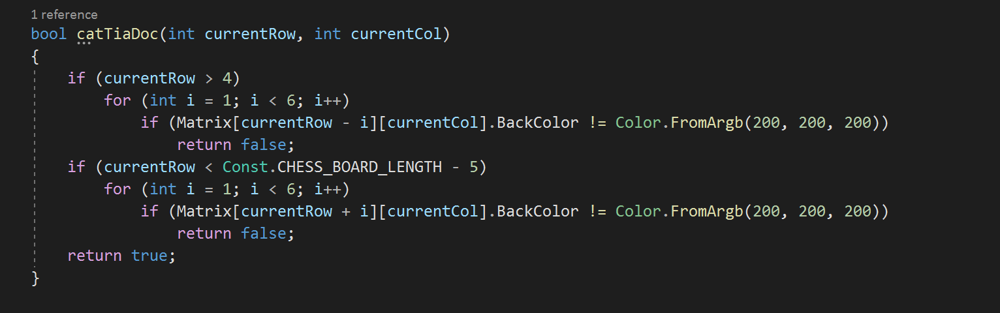 1 reference
bool catTiaDoc(int currentRow, int currentCol)
{
    if (currentRow > 4)
        for (int i = 1; i < 6; i++)
            if (Matrix[currentRow - i][currentCol].BackColor != Color.FromArgb(200, 200, 200))
                return false;
    if (currentRow < Const.CHESS_BOARD_LENGTH - 5)
        for (int i = 1; i < 6; i++)
            if (Matrix[currentRow + i][currentCol].BackColor != Color.FromArgb(200, 200, 200))
                return false;
    return true;
}